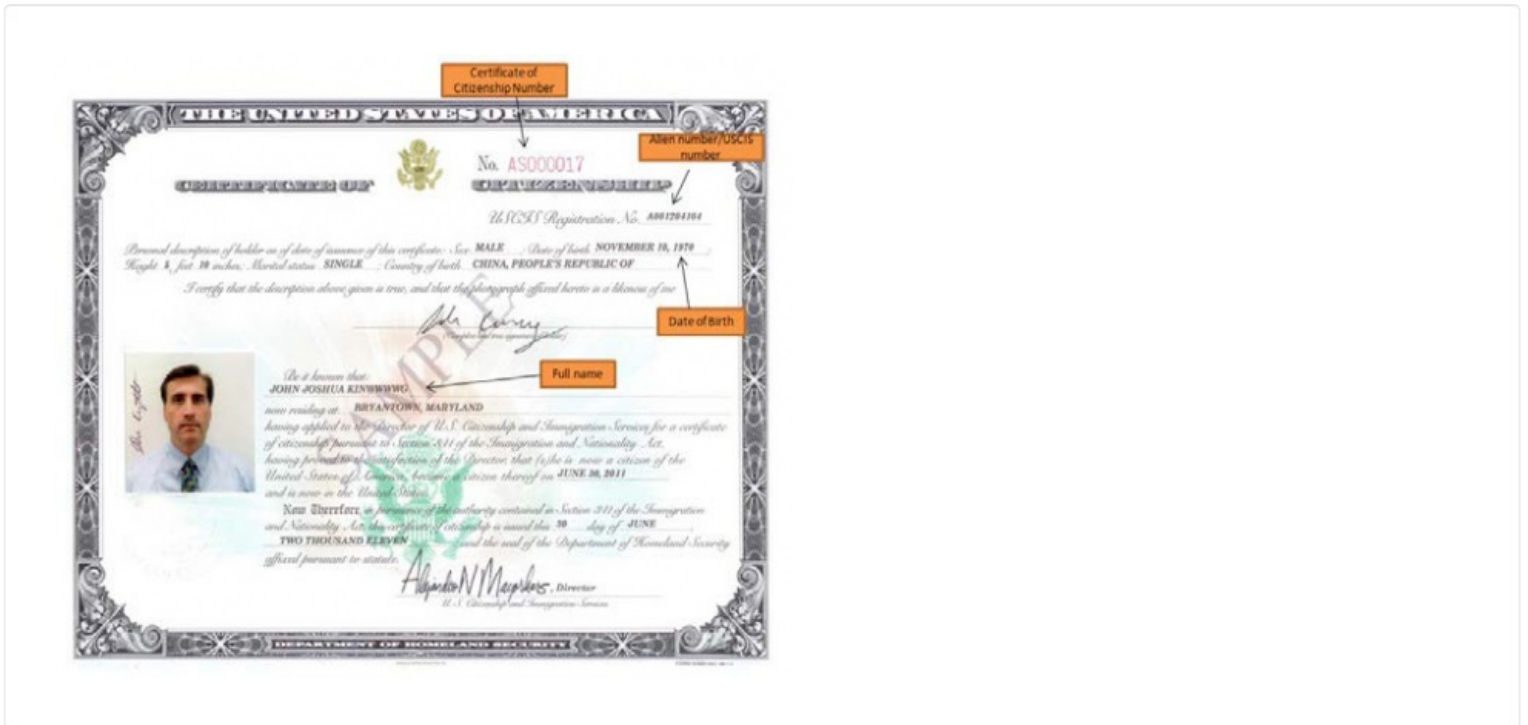 Certificate of
Citizenship Number
THE UNITED STATES OF AMERICA
Alien number/USCIS
number
No. AS000017
CERTIFICATE OF CITIZENSHIP
USCIS Registration No. A061204104
Personal description of holder as of date of issuance of this certificate: Sex MALE ; Date of birth NOVEMBER 10, 1970 ;
Height 5 feet 10 inches; Marital status SINGLE ; Country of birth CHINA, PEOPLE'S REPUBLIC OF
I certify that the description above given is true, and that the photograph affixed hereto is a likeness of me
SAMPLE
Date of Birth
Full name
Be it known that:
JOHN JOSHUA KINWWWWG
now residing at BRYANTOWN, MARYLAND
having applied to the Director of U.S. Citizenship and Immigration Services for a certificate
of citizenship pursuant to Section 341 of the Immigration and Nationality Act,
having proved to the satisfaction of the Director, that (s)he is now a citizen of the
United States of America, became a citizen thereof on JUNE 30, 2011
and is now in the United States,
Now Therefore, in pursuance of the authority contained in Section 341 of the Immigration
and Nationality Act, this certificate of citizenship is issued this 30 day of JUNE
TWO THOUSAND ELEVEN and the seal of the Department of Homeland Security
affixed pursuant to statute.
, Director
U.S. Citizenship and Immigration Services
DEPARTMENT OF HOMELAND SECURITY